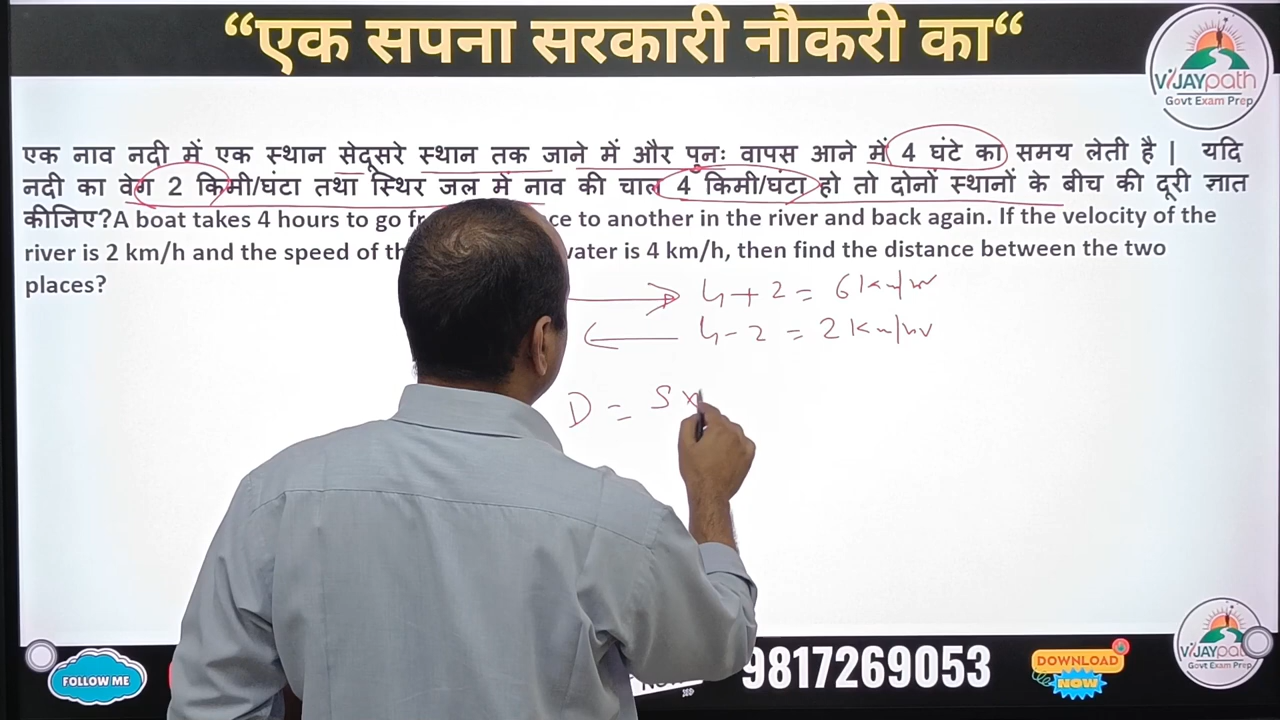 “एक सपना सरकारी नौकरी का“
VIJAYpath
Govt Exam Prep
एक नाव नदी में एक स्थान सेदूसरे स्थान तक जाने में और पुनः वापस आने में 4 घंटे का समय लेती है | यदि
नदी का वेग 2 किमी/घंटा तथा स्थिर जल में नाव की चाल 4 किमी/घंटा हो तो दोनों स्थानों के बीच की दूरी ज्ञात
कीजिए?A boat takes 4 hours to go to another in the river and back again. If the velocity of the
river is 2 km/h and the speed of is 4 km/h, then find the distance between the two
places?
4+2 = 6 km/hr
4-2 = 2 km/hr
D = S x
VIJAYpath
Govt Exam Prep
FOLLOW ME
9817269053
DOWNLOAD
NOW